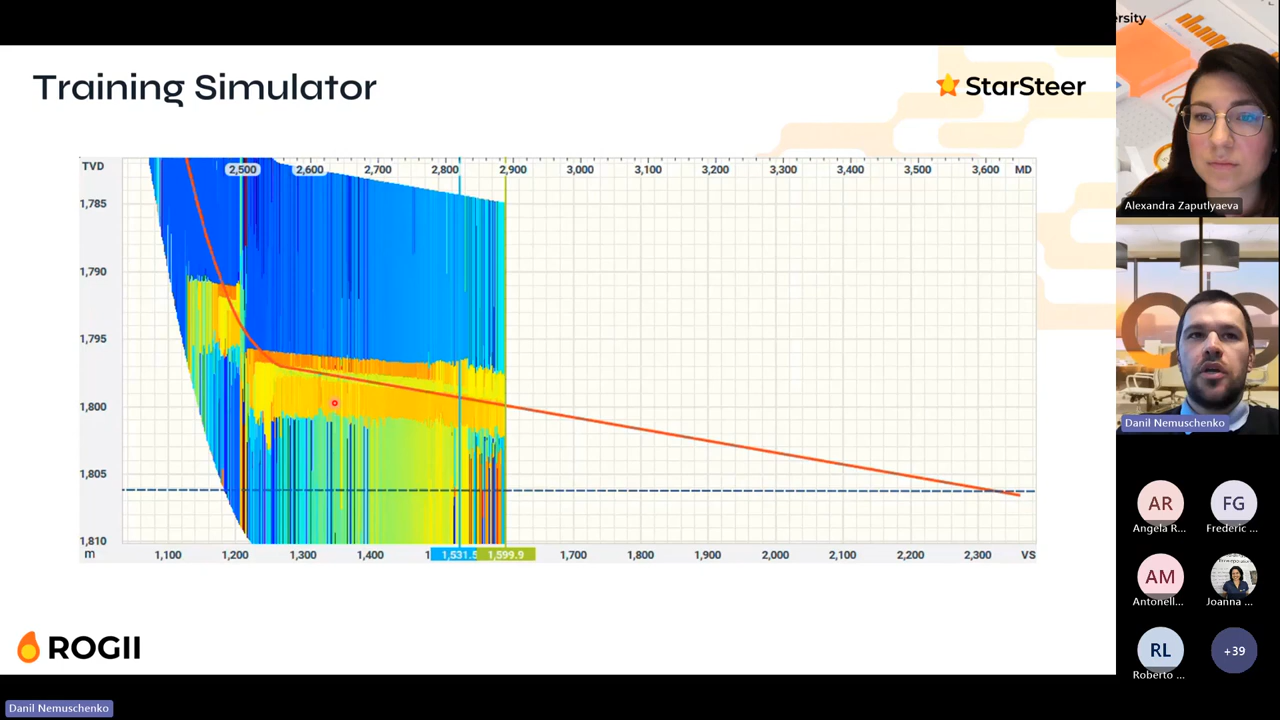 Training Simulator
StarSteer
TVD
2,500 2,600 2,700 2,800 2,900 3,000 3,100 3,200 3,300 3,400 3,500 3,600 MD
1,785
1,790
1,795
1,800
1,805
1,810
m 1,100 1,200 1,300 1,400 1,531.5 1,599.9 1,700 1,800 1,900 2,000 2,100 2,200 2,300 VS
ROGII
Danil Nemuschenko
ersity
Alexandra Zaputlyaeva
Danil Nemuschenko
AR FG
Angela R... Frederic ...
AM
Antonell... Joanna ...
RL +39
Roberto ...